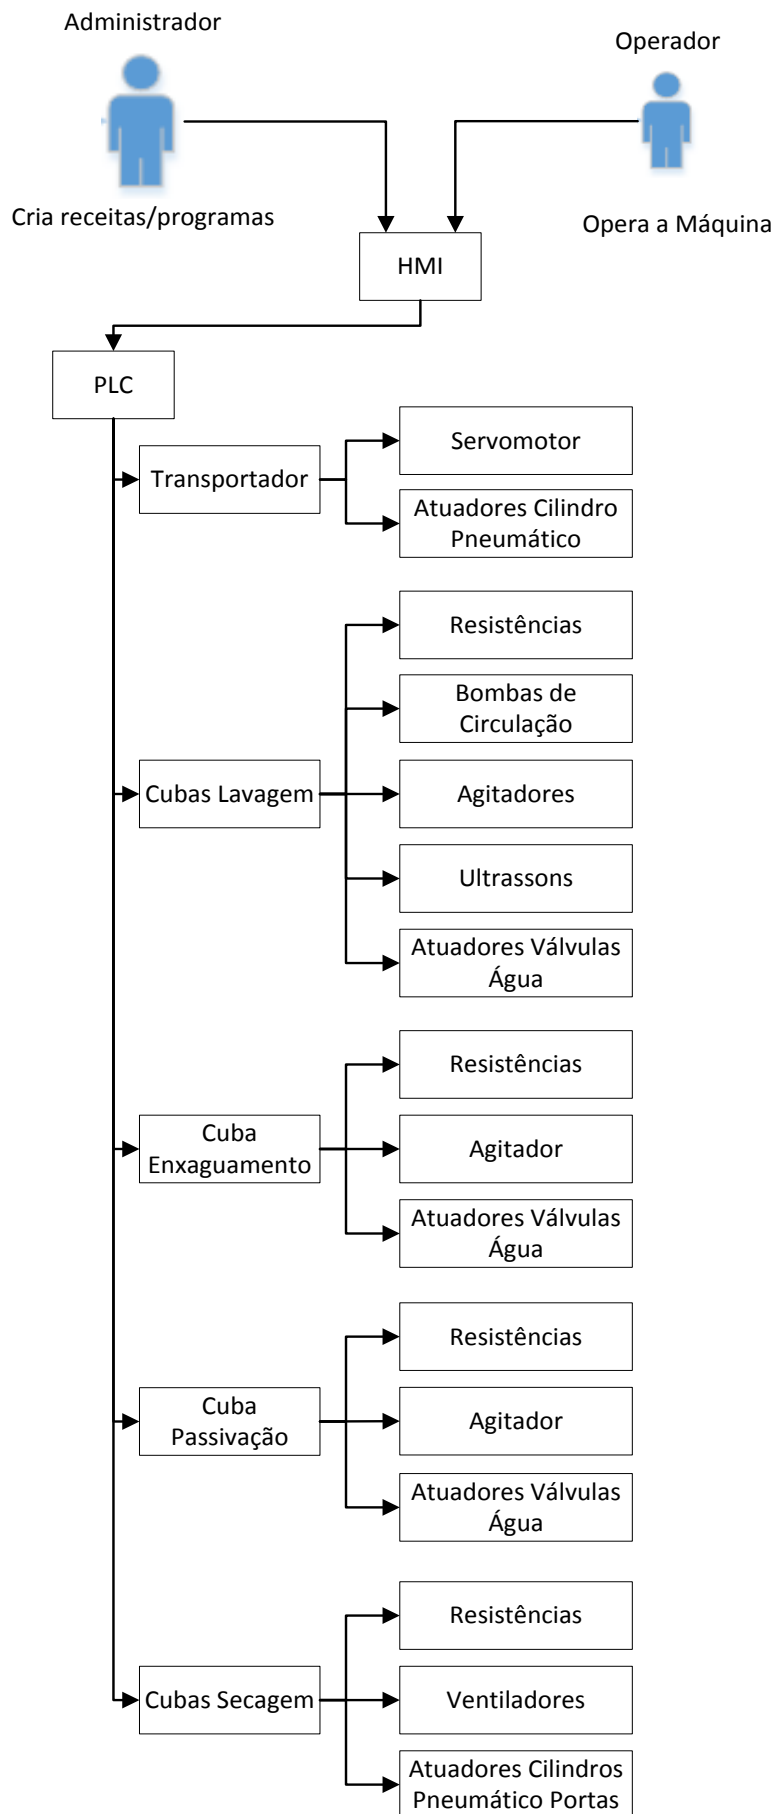 Administrador
Operador
Cria receitas/programas
Opera a Máquina
HMI
PLC
Transportador
Servomotor
Atuadores Cilindro
Pneumático
Cubas Lavagem
Resistências
Bombas de
Circulação
Agitadores
Ultrassons
Atuadores Válvulas
Água
Cuba
Enxaguamento
Resistências
Agitador
Atuadores Válvulas
Água
Cuba
Passivação
Resistências
Agitador
Atuadores Válvulas
Água
Cubas Secagem
Resistências
Ventiladores
Atuadores Cilindros
Pneumático Portas